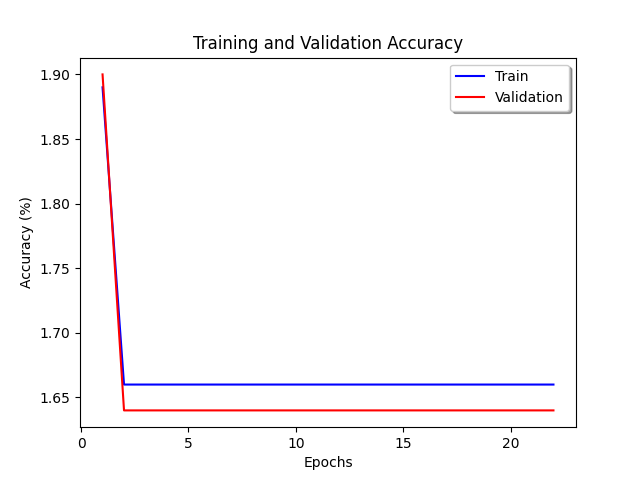 Training and Validation Accuracy
Train
Validation
1.90
1.85
1.80
1.75
1.70
1.65
Accuracy (%)
0 5 10 15 20
Epochs